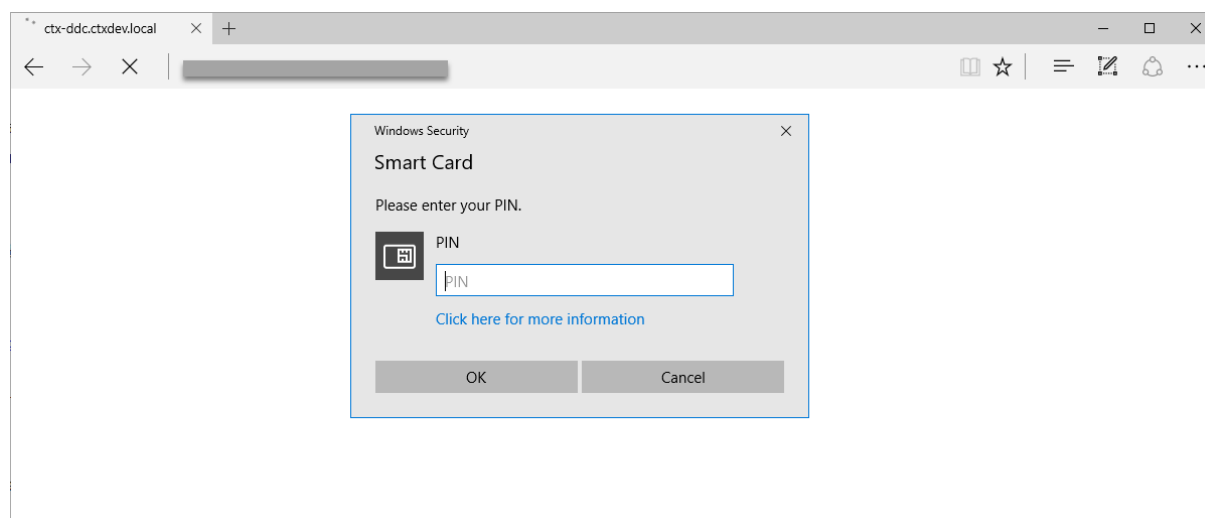 ctx-ddc.ctxdev.local
Windows Security
Smart Card
Please enter your PIN.
PIN
PIN
Click here for more information
OK
Cancel